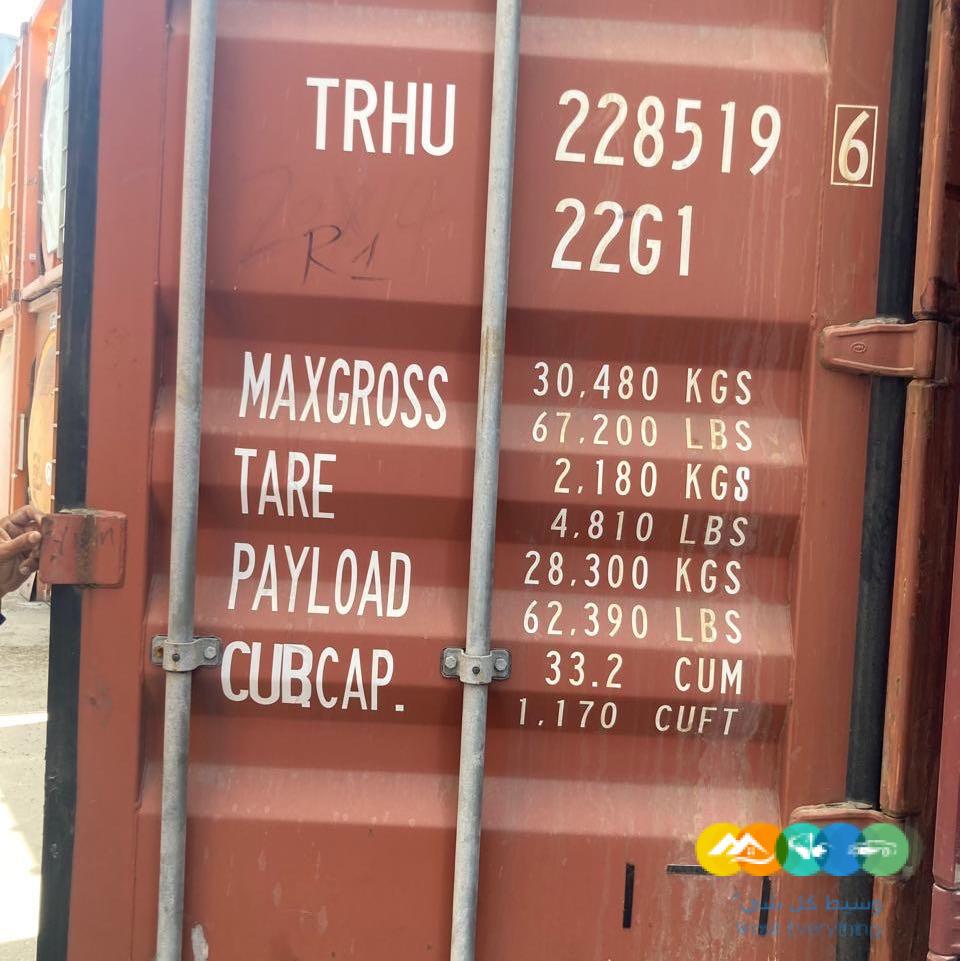 TRHU 228519 6
22G1
R1
MAXGROSS 30,480 KGS
67,200 LBS
TARE 2,180 KGS
4,810 LBS
PAYLOAD 28,300 KGS
62,390 LBS
CUBCAP. 33.2 CUM
1,170 CUFT
وسيط كل شيء
Everything